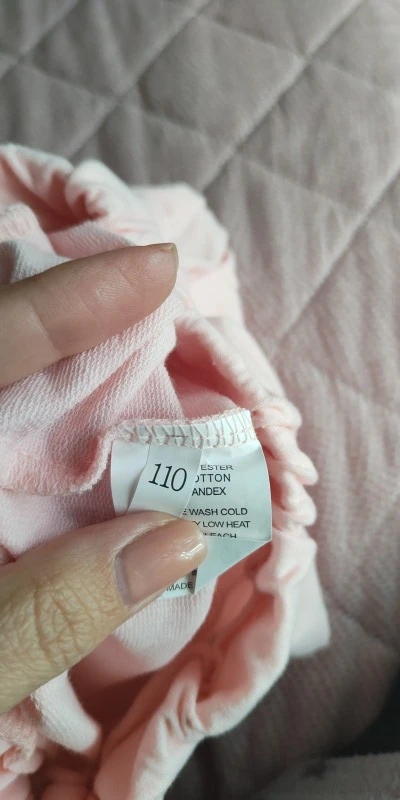 110
ESTER
OTTON
ANDEX
WASH COLD
Y LOW HEAT
MADE